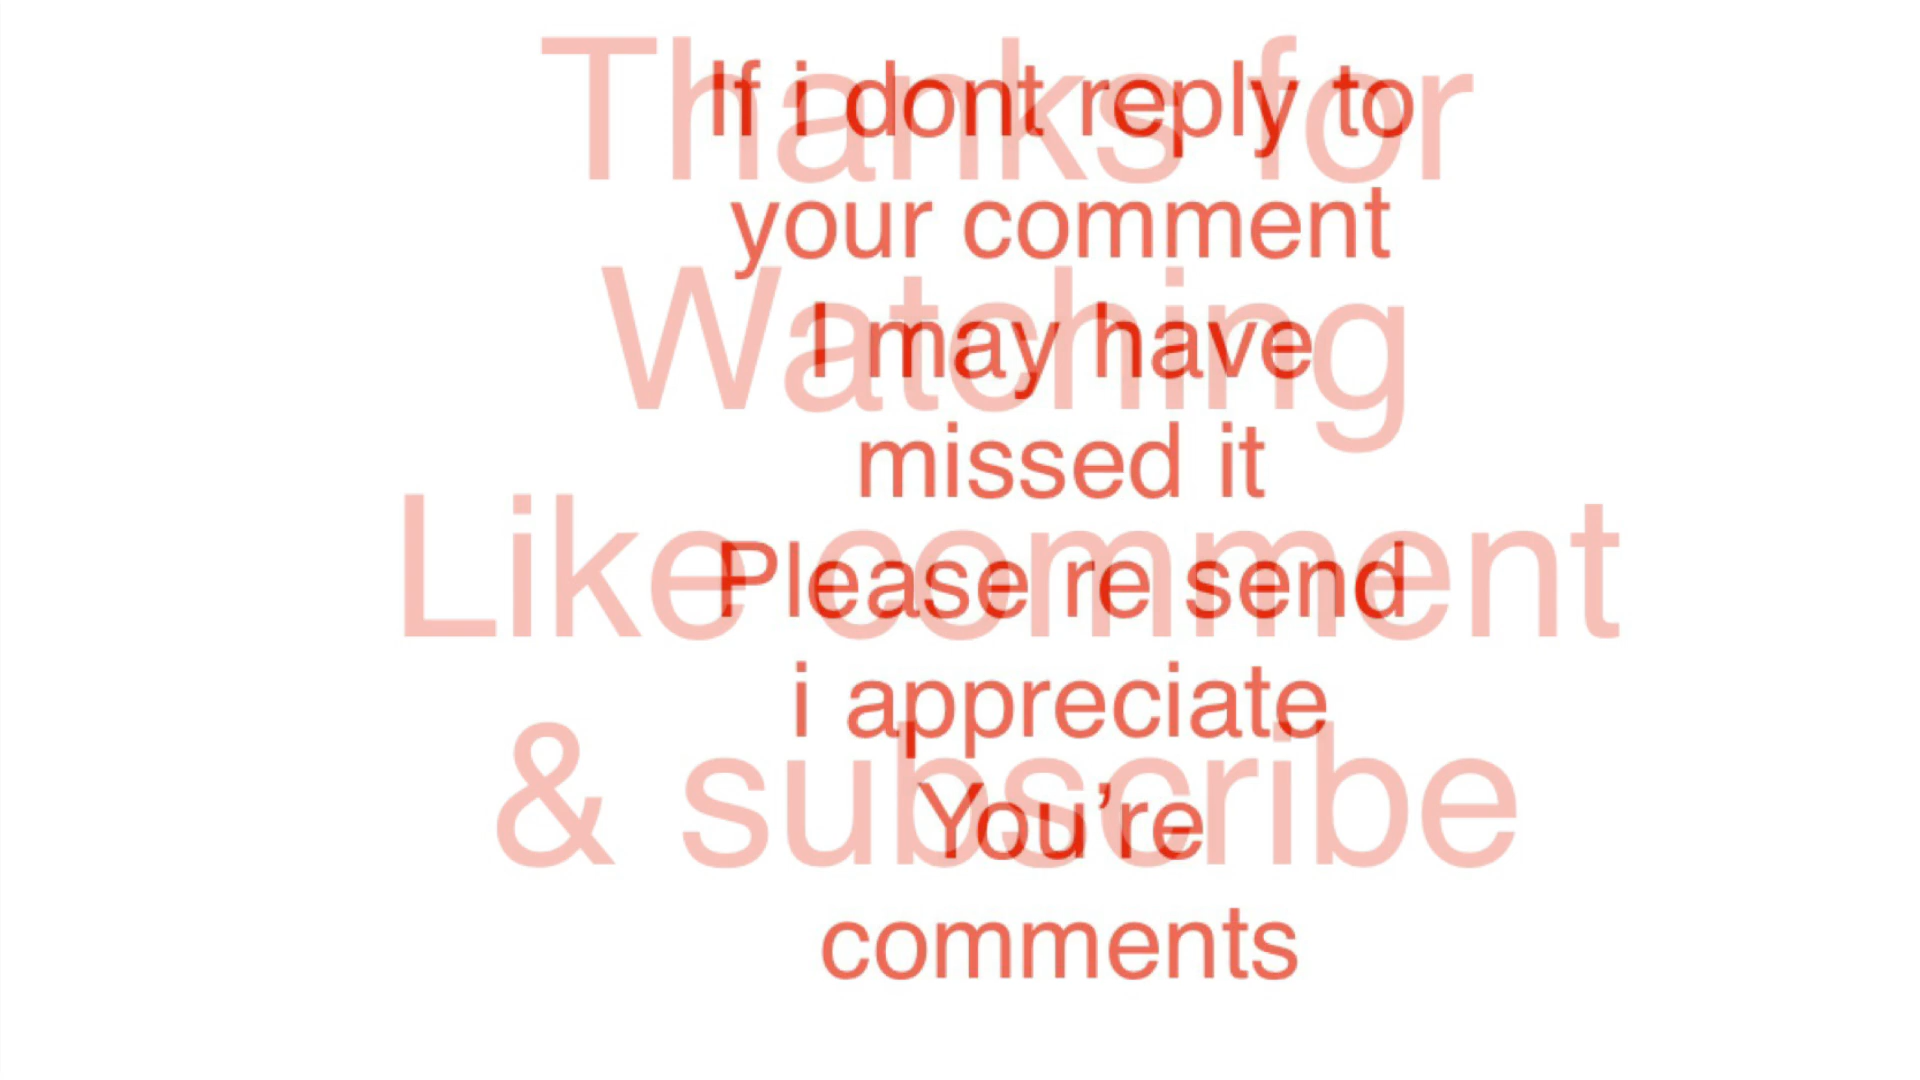 Thanks for
Watching
Like comment
& subscribe
If i dont reply to
your comment
I may have
missed it
Please re send
i appreciate
You’re
comments